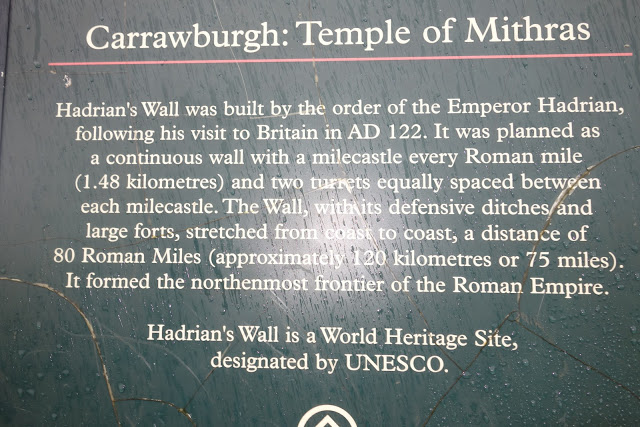 Carrawburgh: Temple of Mithras
Hadrian's Wall was built by the order of the Emperor Hadrian,
following his visit to Britain in AD 122. It was planned as
a continuous wall with a milecastle every Roman mile
(1.48 kilometres) and two turrets equally spaced between
each milecastle. The Wall, with its defensive ditches and
large forts, stretched from coast to coast, a distance of
80 Roman Miles (approximately 120 kilometres or 75 miles).
It formed the northenmost frontier of the Roman Empire.
Hadrian's Wall is a World Heritage Site,
designated by UNESCO.